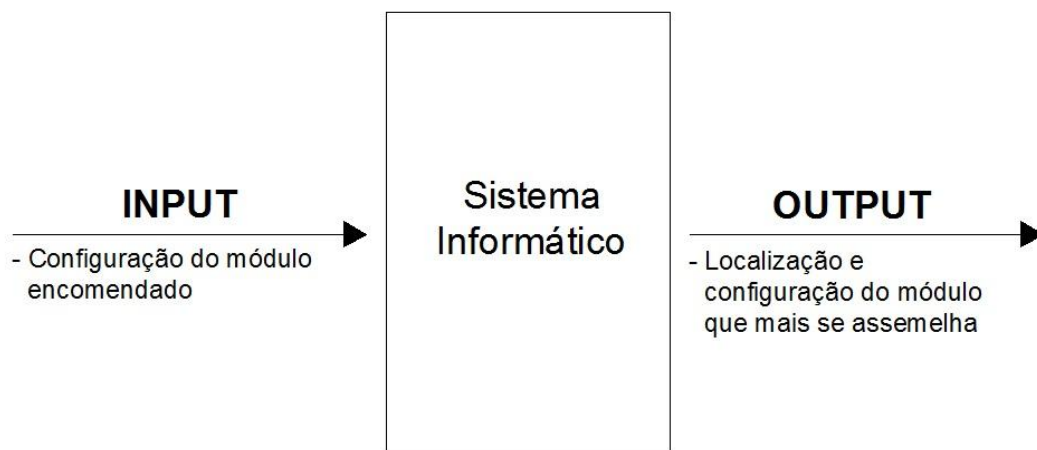 INPUT
- Configuração do módulo
encomendado
Sistema
Informático
OUTPUT
- Localização e
configuração do módulo
que mais se assemelha